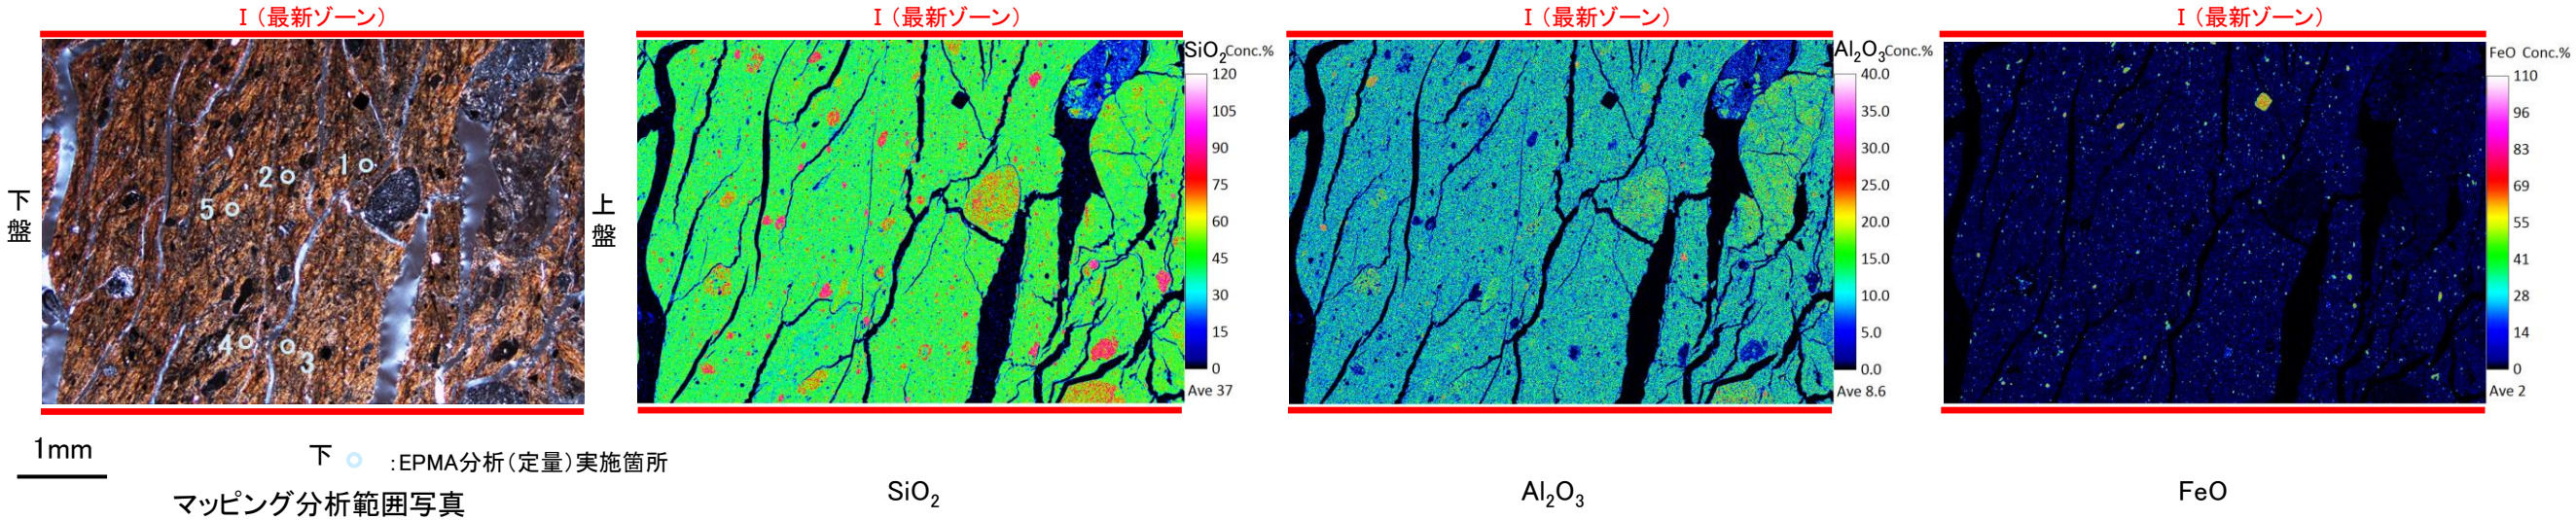 I（最新ゾーン）
I（最新ゾーン）
I（最新ゾーン）
I（最新ゾーン）
下盤
1
2
5
4
3
上盤
SiO₂ Conc.%
120
105
90
75
60
45
30
15
0
Ave 37
Al₂O₃ Conc.%
40.0
35.0
30.0
25.0
20.0
15.0
10.0
5.0
0.0
Ave 8.6
FeO Conc.%
110
96
83
69
55
41
28
14
0
Ave 2
1mm
下
:EPMA分析（定量）実施箇所
マッピング分析範囲写真
SiO₂
Al₂O₃
FeO